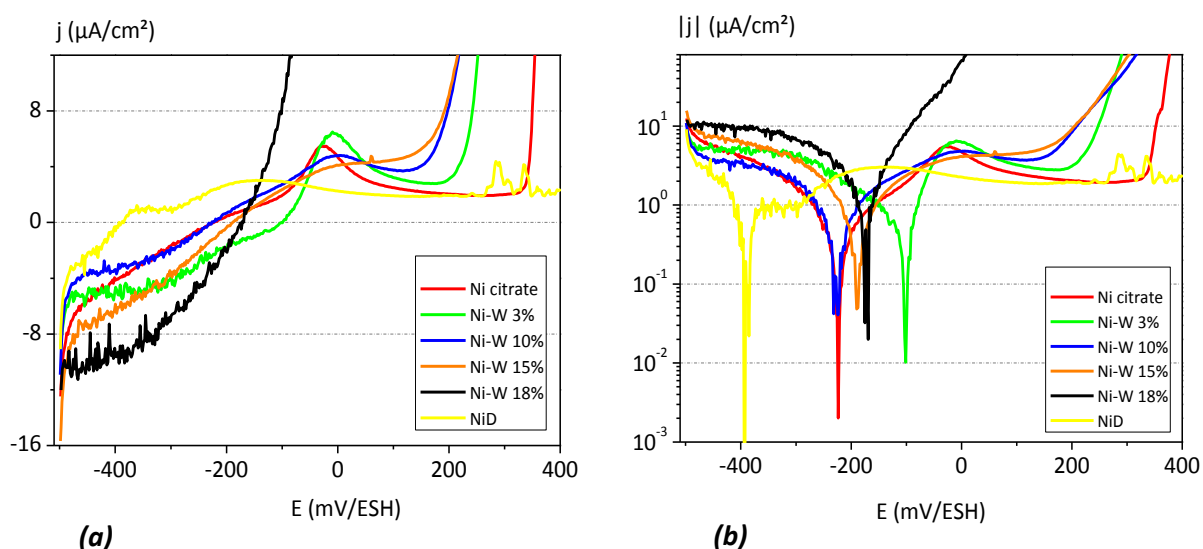 j (µA/cm²)
8
0
-8
-16
-400
-200
0
200
400
E (mV/ESH)
Ni citrate
Ni-W 3%
Ni-W 10%
Ni-W 15%
Ni-W 18%
NiD
(a)
|j| (µA/cm²)
10¹
10⁰
10⁻¹
10⁻²
10⁻³
-400
-200
0
200
400
E (mV/ESH)
Ni citrate
Ni-W 3%
Ni-W 10%
Ni-W 15%
Ni-W 18%
NiD
(b)